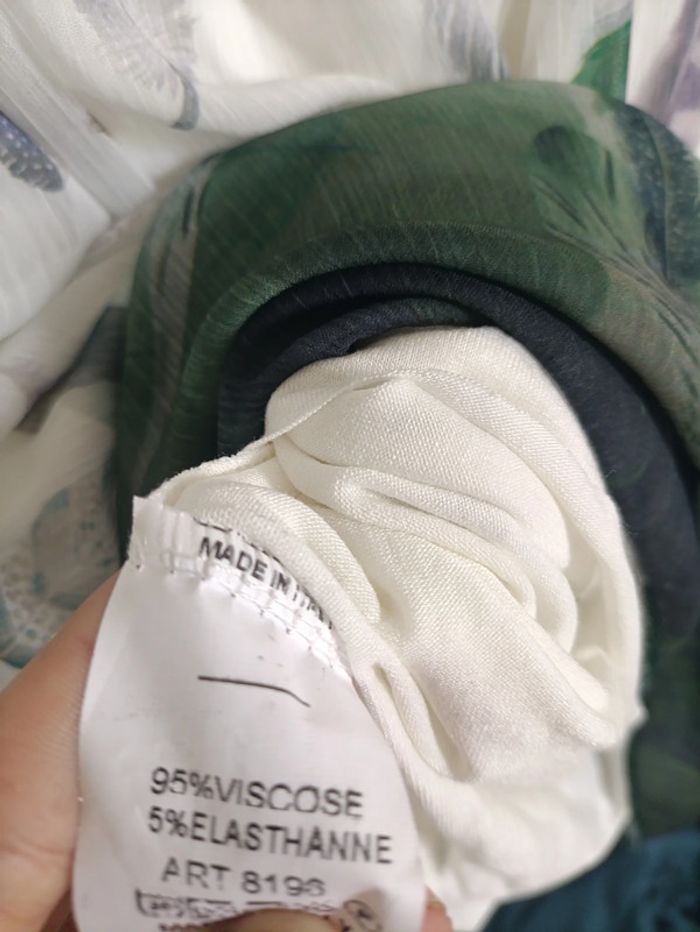 MADE IN ITALY
95%VISCOSE
5%ELASTHANNE
ART 8196